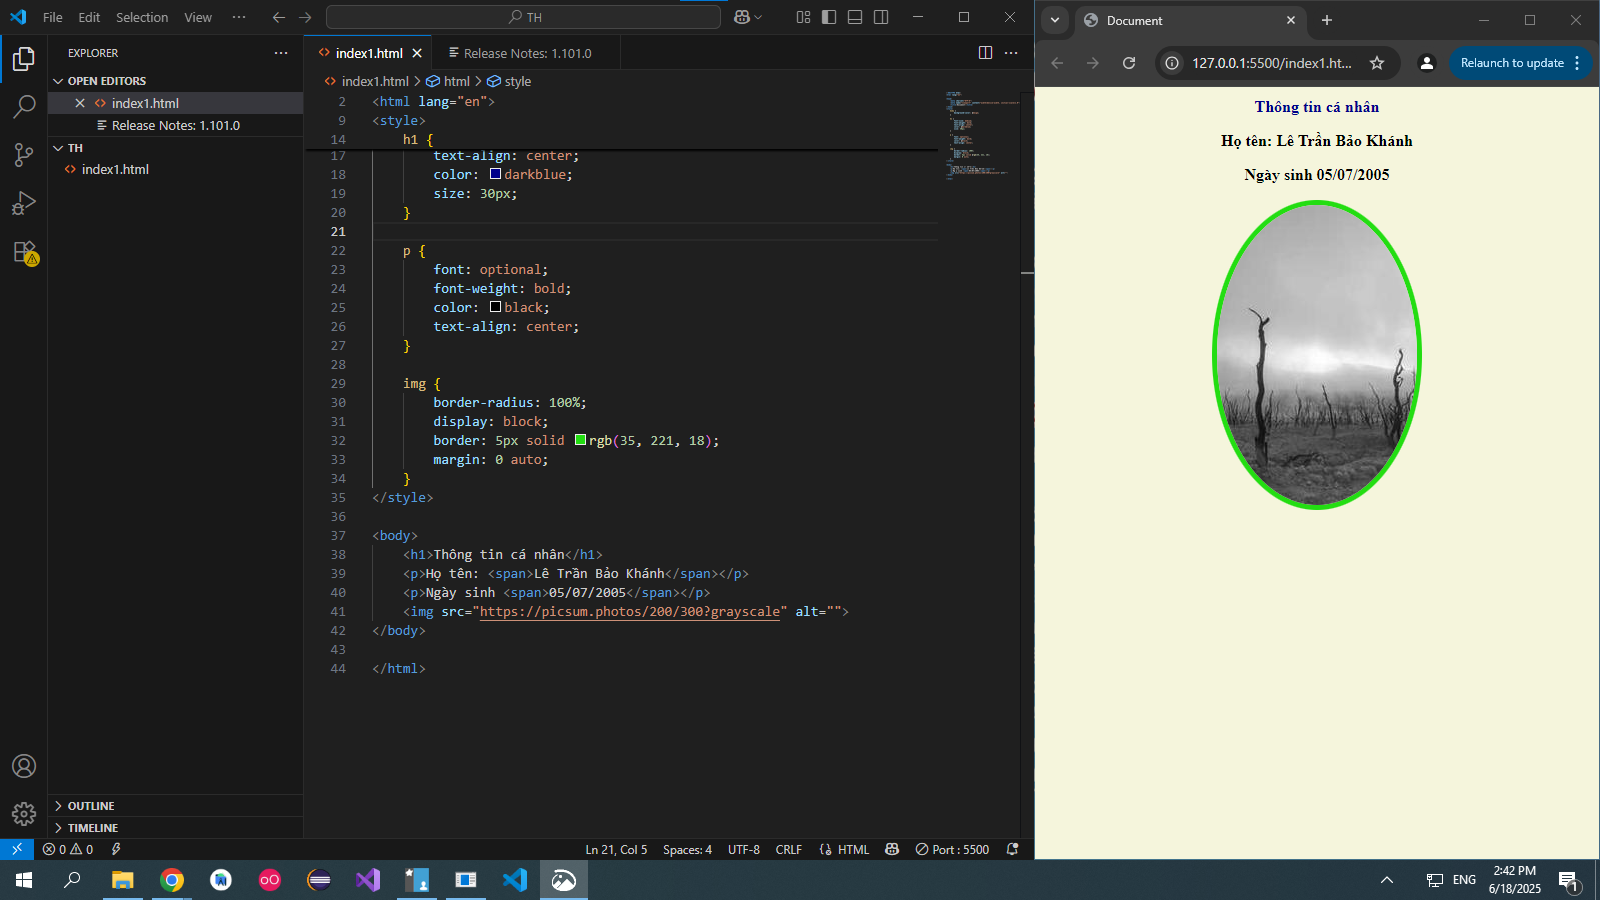 File Edit Selection View ··· TH
EXPLORER ···
OPEN EDITORS
index1.html
Release Notes: 1.101.0
TH
index1.html
OUTLINE
TIMELINE
index1.html
Release Notes: 1.101.0
index1.html > html > style
2 <html lang="en">
9 <style>
14 h1 {
17 text-align: center;
18 color: darkblue;
19 size: 30px;
20 }
21
22 p {
23 font: optional;
24 font-weight: bold;
25 color: black;
26 text-align: center;
27 }
28
29 img {
30 border-radius: 100%;
31 display: block;
32 border: 5px solid rgb(35, 221, 18);
33 margin: 0 auto;
34 }
35 </style>
36
37 <body>
38 <h1>Thông tin cá nhân</h1>
39 <p>Họ tên: <span>Lê Trần Bảo Khánh</span></p>
40 <p>Ngày sinh <span>05/07/2005</span></p>
41 <img src="https://picsum.photos/200/300?grayscale" alt="">
42 </body>
43
44 </html>
0 0 Ln 21, Col 5 Spaces: 4 UTF-8 CRLF HTML Port : 5500
Document
127.0.0.1:5500/index1.ht... Relaunch to update
Thông tin cá nhân
Họ tên: Lê Trần Bảo Khánh
Ngày sinh 05/07/2005
ENG
2:42 PM
6/18/2025
1